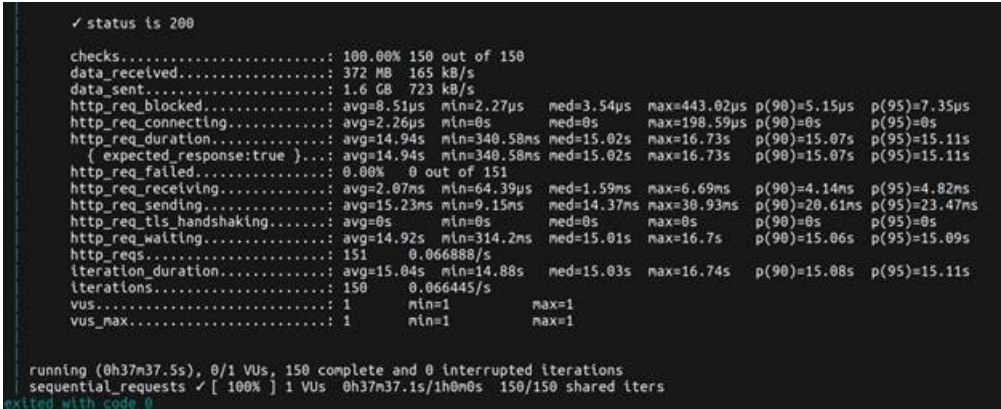 ✓ status is 200
checks.........................: 100.00% 150 out of 150
data_received..................: 372 MB 165 kB/s
data_sent......................: 1.6 GB 723 kB/s
http_req_blocked...............: avg=8.51µs min=2.27µs med=3.54µs max=443.02µs p(90)=5.15µs p(95)=7.35µs
http_req_connecting............: avg=2.26µs min=0s med=0s max=198.59µs p(90)=0s p(95)=0s
http_req_duration..............: avg=14.94s min=340.58ms med=15.02s max=16.73s p(90)=15.07s p(95)=15.11s
{ expected_response:true }...: avg=14.94s min=340.58ms med=15.02s max=16.73s p(90)=15.07s p(95)=15.11s
http_req_failed................: 0.00% 0 out of 151
http_req_receiving.............: avg=2.07ms min=64.39µs med=1.59ms max=6.69ms p(90)=4.14ms p(95)=4.82ms
http_req_sending...............: avg=15.23ms min=9.15ms med=14.37ms max=30.93ms p(90)=20.61ms p(95)=23.47ms
http_req_tls_handshaking.......: avg=0s min=0s med=0s max=0s p(90)=0s p(95)=0s
http_req_waiting...............: avg=14.92s min=314.2ms med=15.01s max=16.7s p(90)=15.06s p(95)=15.09s
http_reqs......................: 151 0.066888/s
iteration_duration.............: avg=15.04s min=14.88s med=15.03s max=16.74s p(90)=15.08s p(95)=15.11s
iterations.....................: 150 0.066445/s
vus............................: 1 min=1 max=1
vus_max........................: 1 min=1 max=1
running (0h37m37.5s), 0/1 VUs, 150 complete and 0 interrupted iterations
sequential_requests ✓ [ 100% ] 1 VUs 0h37m37.1s/1h0m0s 150/150 shared iters
exited with code 0